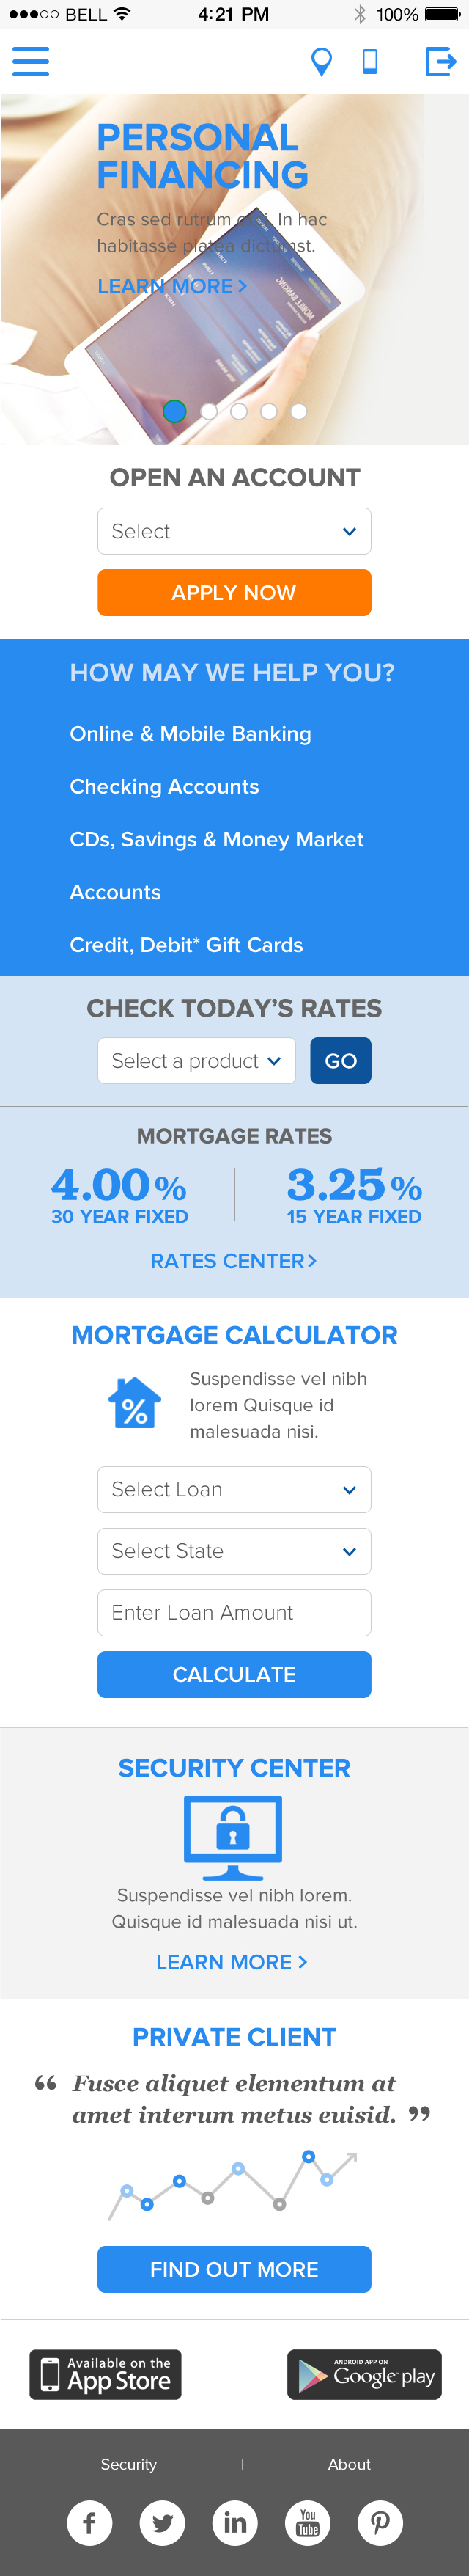 BELL 4:21 PM 100%
PERSONAL
FINANCING
Cras sed rutrum orci. In hac
habitasse platea dictumst.
LEARN MORE >
MOBILE BANKING
OPEN AN ACCOUNT
Select
APPLY NOW
HOW MAY WE HELP YOU?
Online & Mobile Banking
Checking Accounts
CDs, Savings & Money Market
Accounts
Credit, Debit* Gift Cards
CHECK TODAY’S RATES
Select a product
GO
MORTGAGE RATES
4.00% 3.25%
30 YEAR FIXED 15 YEAR FIXED
RATES CENTER >
MORTGAGE CALCULATOR
%
Suspendisse vel nibh
lorem Quisque id
malesuada nisi.
Select Loan
Select State
Enter Loan Amount
CALCULATE
SECURITY CENTER
Suspendisse vel nibh lorem.
Quisque id malesuada nisi ut.
LEARN MORE >
PRIVATE CLIENT
“ Fusce aliquet elementum at
amet interum metus euisid. ”
FIND OUT MORE
Available on the
App Store
ANDROID APP ON
Google play
Security | About
f in You
Tube